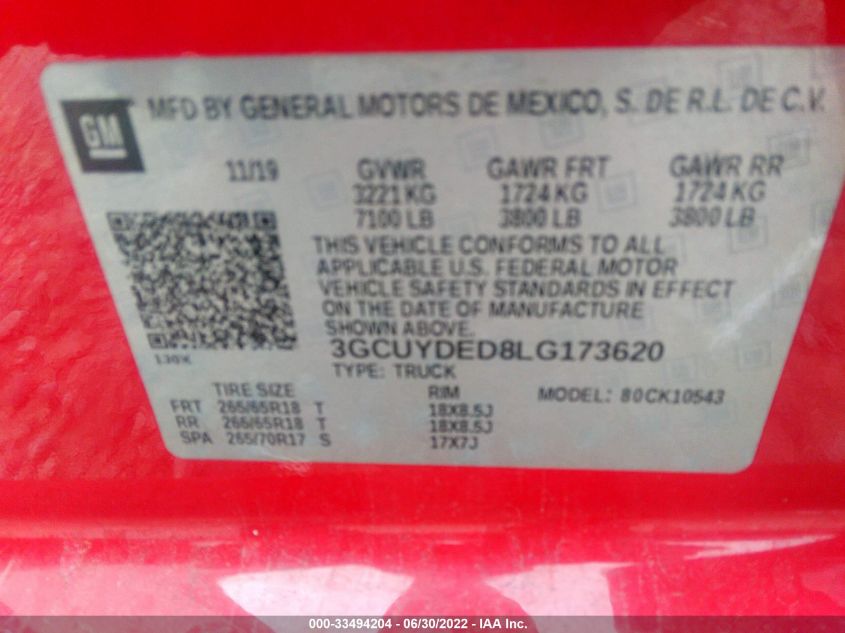 GM
MFD BY GENERAL MOTORS DE MEXICO, S. DE R.L. DE C.V.
11/19 GVWR GAWR FRT GAWR RR
3221 KG 1724 KG 1724 KG
7100 LB 3800 LB 3800 LB
THIS VEHICLE CONFORMS TO ALL
APPLICABLE U.S. FEDERAL MOTOR
VEHICLE SAFETY STANDARDS IN EFFECT
ON THE DATE OF MANUFACTURE
SHOWN ABOVE.
130X 3GCUYDED8LG173620
TYPE: TRUCK
TIRE SIZE RIM MODEL: 80CK10543
FRT 265/65R18 T 18X8.5J
RR 265/65R18 T 18X8.5J
SPA 265/70R17 S 17X7J
000-33494204 - 06/30/2022 - IAA Inc.